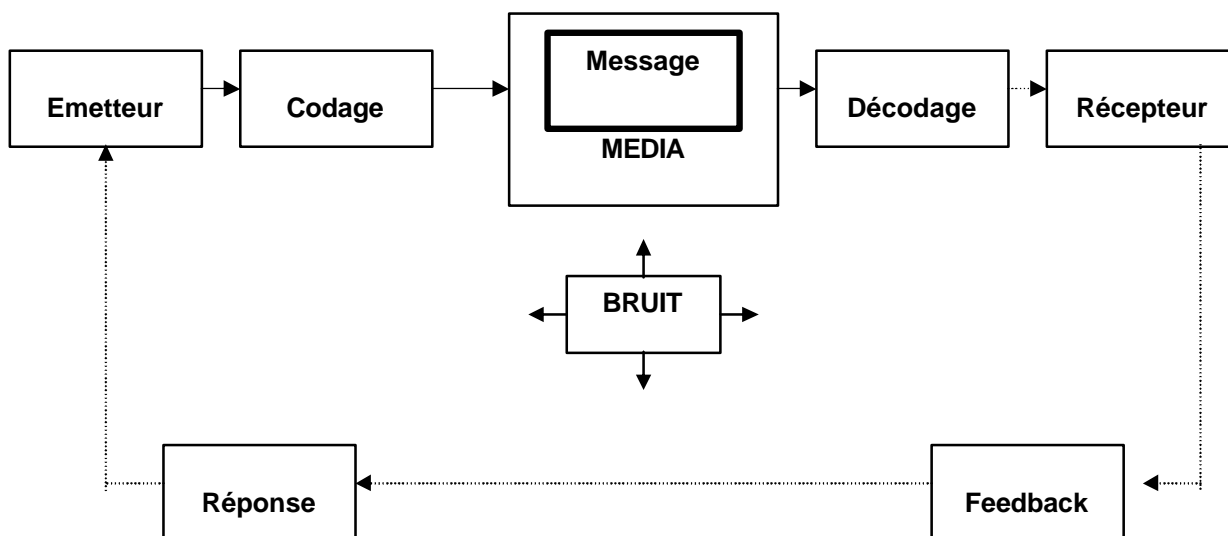 Emetteur
Codage
Message
MEDIA
Décodage
Récepteur
BRUIT
Réponse
Feedback